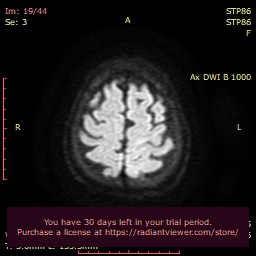 Im: 19/44
STP86
Se: 3
STP86
F
A
Ax DWI B 1000
R
L
You have 30 days left in your trial period.
Purchase a license at https://radiantviewer.com/store/